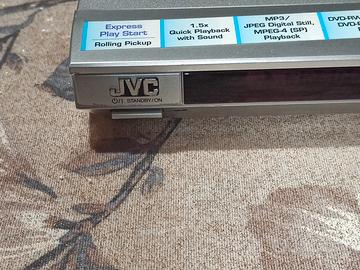 Express
Play Start
Rolling Pickup
1.5x
Quick Playback
with Sound
MP3/
JPEG Digital Still,
MPEG-4 (SP)
Playback
JVC
⏻/I STANDBY/ON